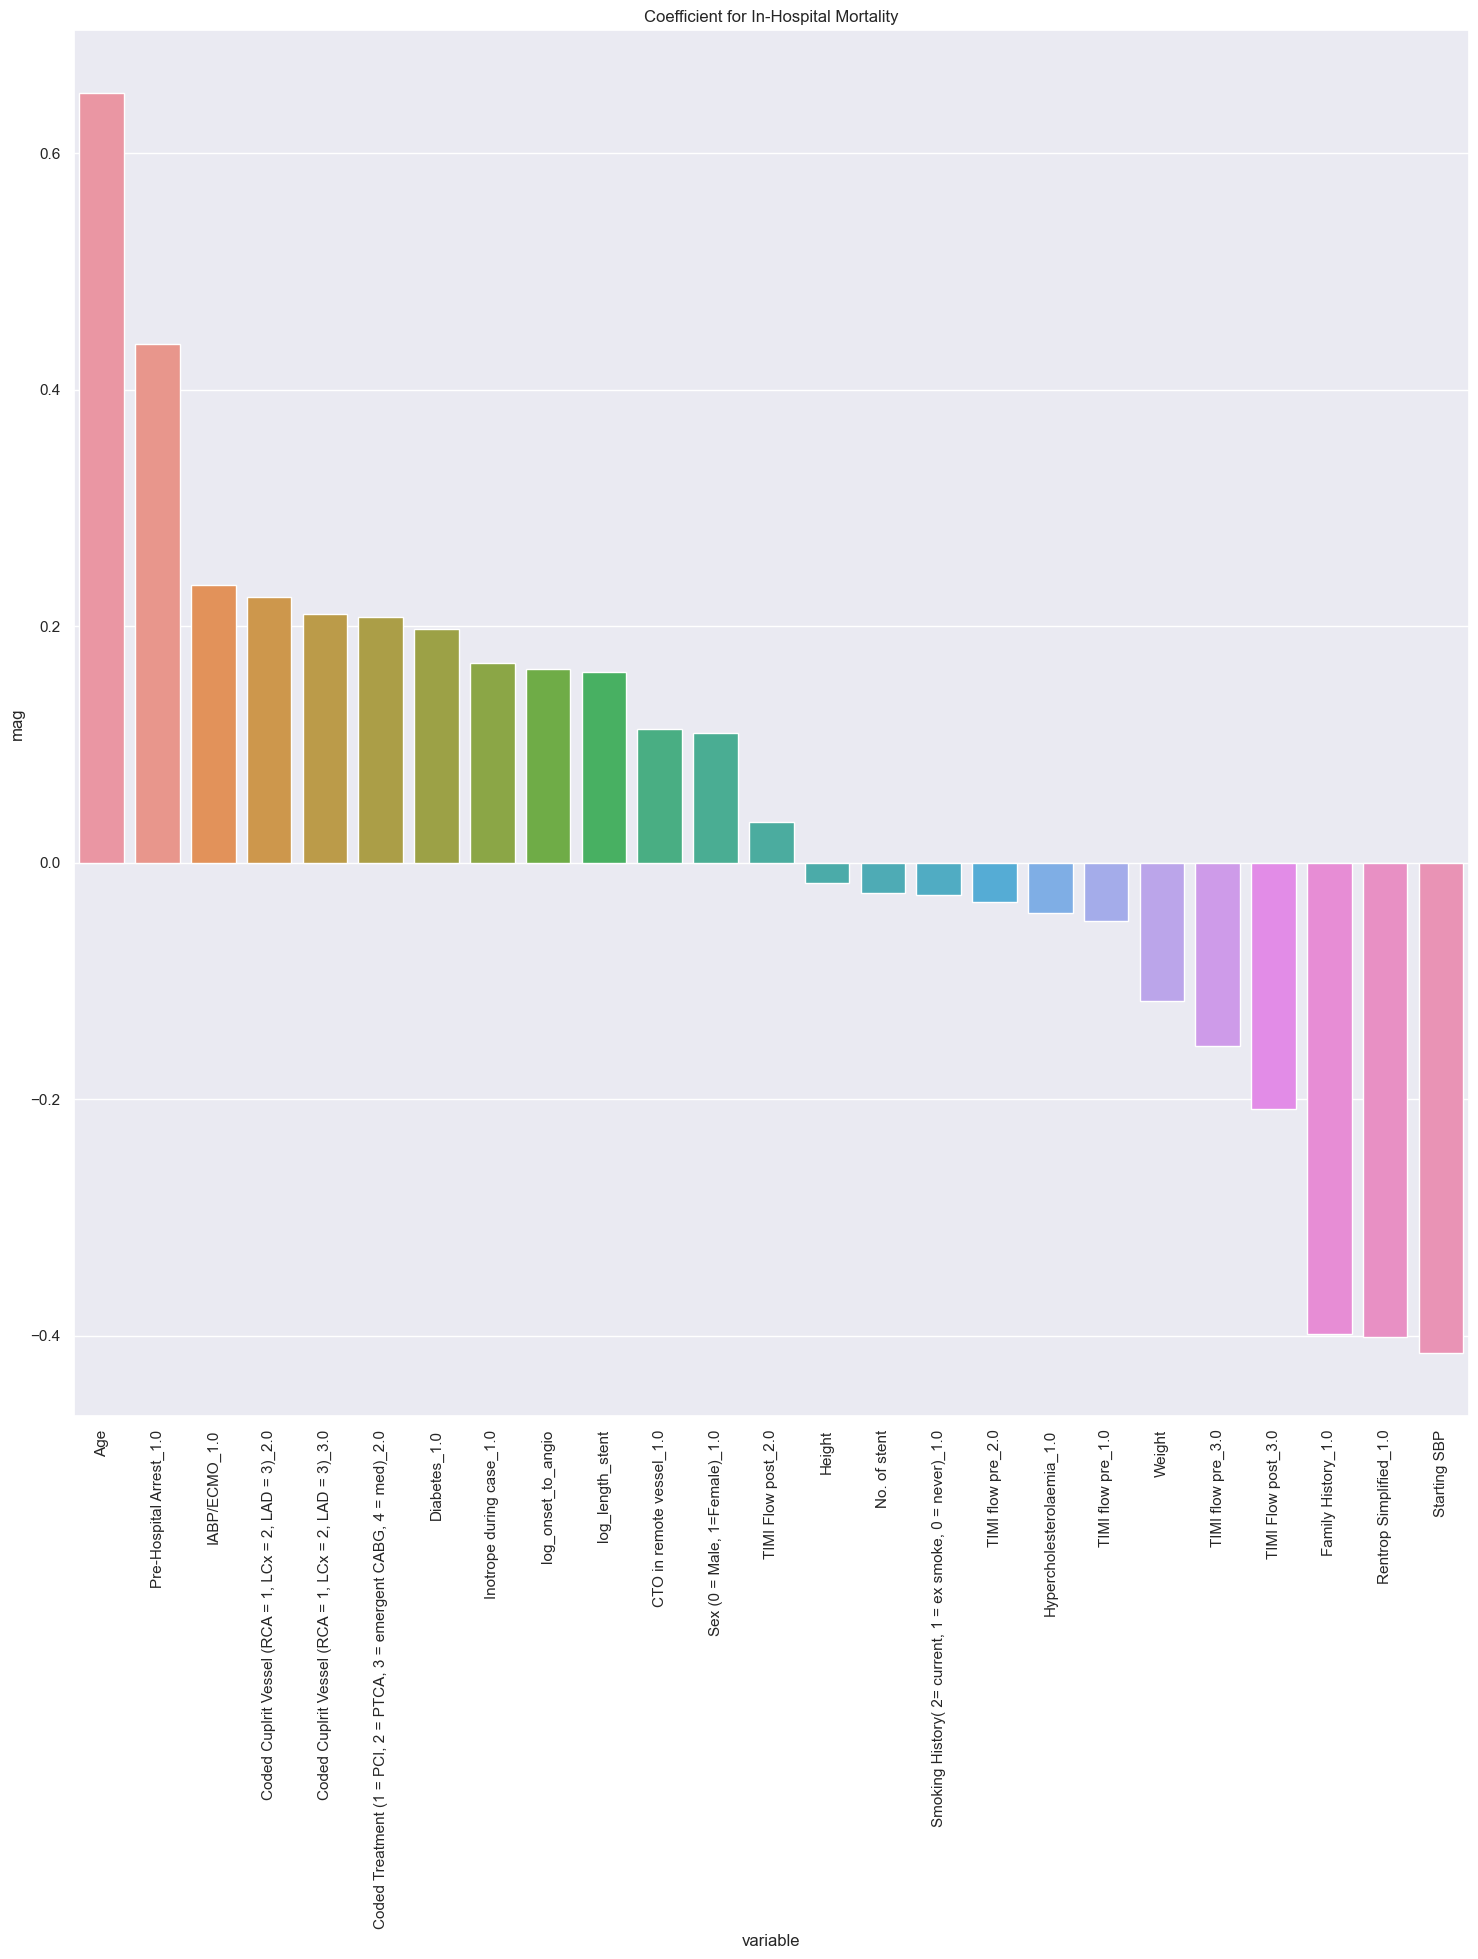 Coefficient for In-Hospital Mortality
mag
0.6
0.4
0.2
0.0
−0.2
−0.4
Age
Pre-Hospital Arrest_1.0
IABP/ECMO_1.0
Coded Cuplrit Vessel (RCA = 1, LCx = 2, LAD = 3)_2.0
Coded Cuplrit Vessel (RCA = 1, LCx = 2, LAD = 3)_3.0
Coded Treatment (1 = PCI, 2 = PTCA, 3 = emergent CABG, 4 = med)_2.0
Diabetes_1.0
Inotrope during case_1.0
log_onset_to_angio
log_length_stent
CTO in remote vessel_1.0
Sex (0 = Male, 1=Female)_1.0
TIMI Flow post_2.0
Height
No. of stent
Smoking History( 2= current, 1 = ex smoke, 0 = never)_1.0
TIMI flow pre_2.0
Hypercholesterolaemia_1.0
TIMI flow pre_1.0
Weight
TIMI flow pre_3.0
TIMI Flow post_3.0
Family History_1.0
Rentrop Simplified_1.0
Starting SBP
variable